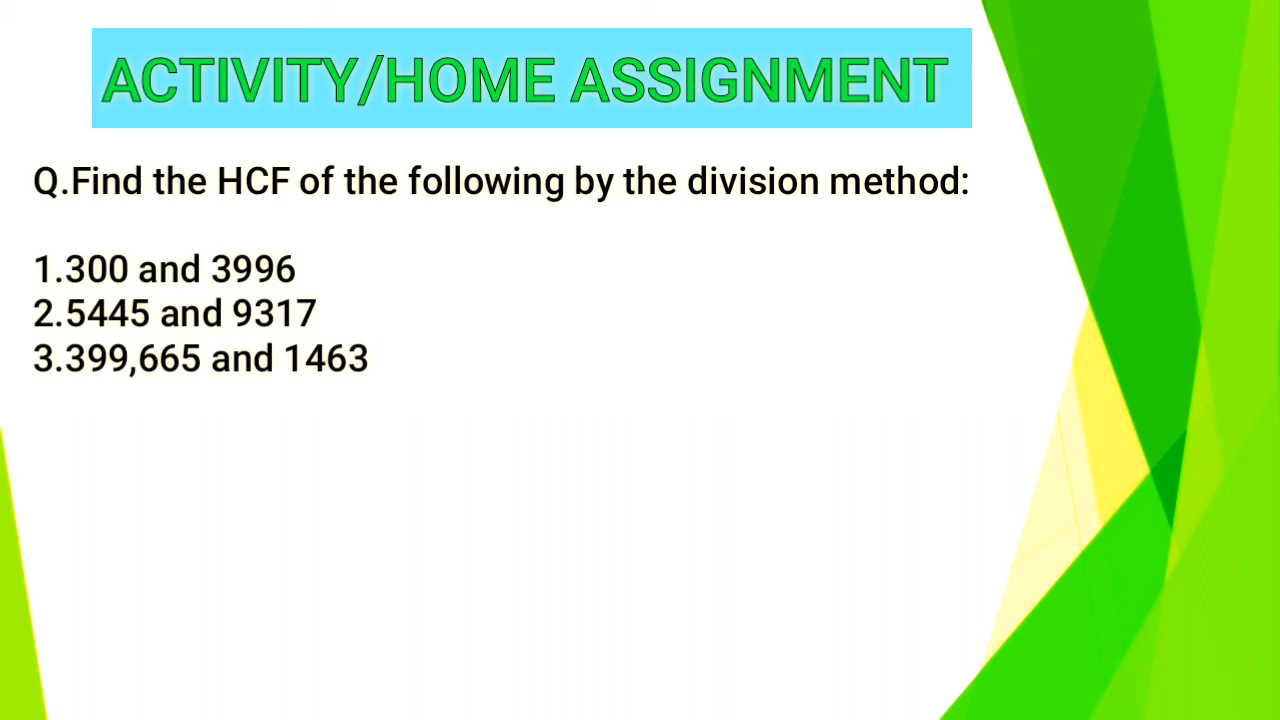 ACTIVITY/HOME ASSIGNMENT
Q.Find the HCF of the following by the division method:
1.300 and 3996
2.5445 and 9317
3.399,665 and 1463